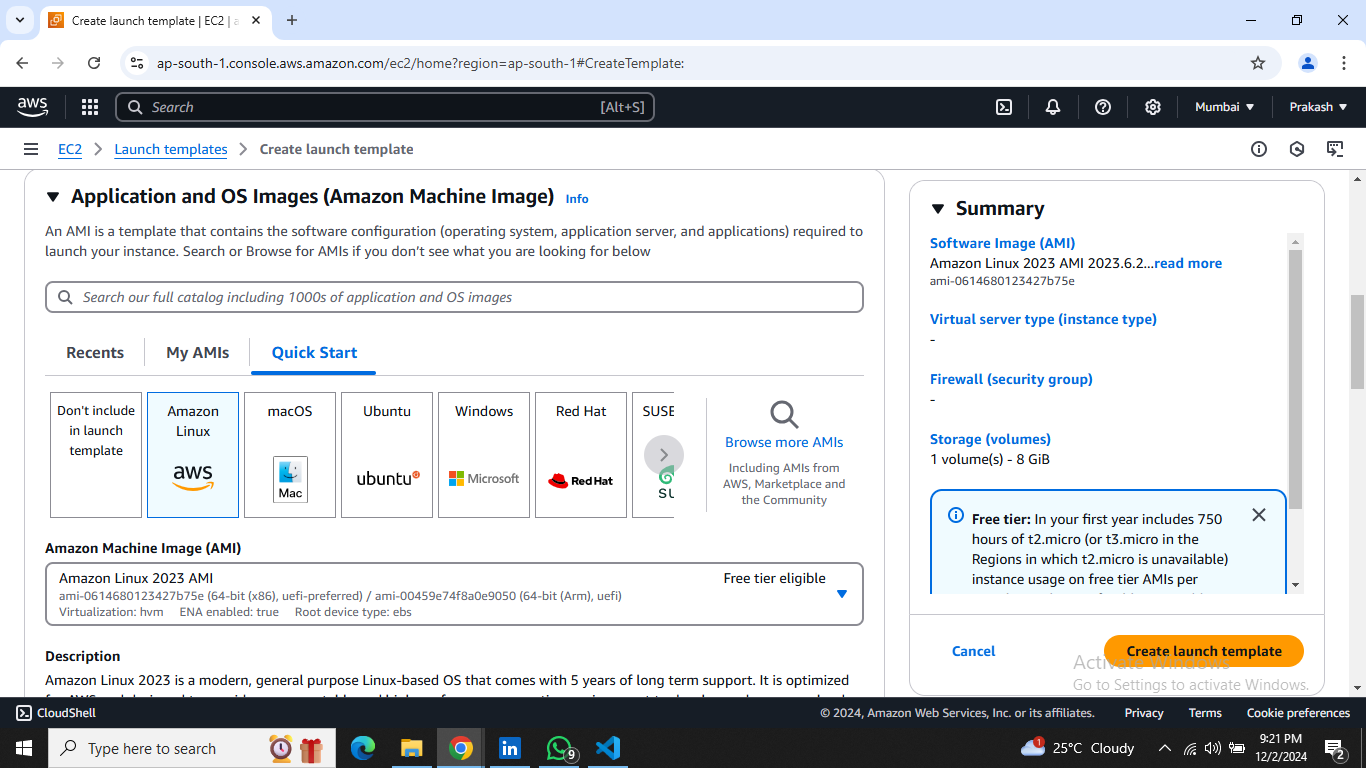 Create launch template | EC2 | a
ap-south-1.console.aws.amazon.com/ec2/home?region=ap-south-1#CreateTemplate:
aws
Search
[Alt+S]
Mumbai
Prakash
EC2
Launch templates
Create launch template
Application and OS Images (Amazon Machine Image) Info
An AMI is a template that contains the software configuration (operating system, application server, and applications) required to
launch your instance. Search or Browse for AMIs if you don’t see what you are looking for below
Search our full catalog including 1000s of application and OS images
Recents
My AMIs
Quick Start
Don't include
in launch
template
Amazon
Linux
aws
macOS
Mac
Ubuntu
ubuntu
Windows
Microsoft
Red Hat
Red Hat
SUSE
SU
Browse more AMIs
Including AMIs from
AWS, Marketplace and
the Community
Amazon Machine Image (AMI)
Amazon Linux 2023 AMI
Free tier eligible
ami-0614680123427b75e (64-bit (x86), uefi-preferred) / ami-00459e74f8a0e9050 (64-bit (Arm), uefi)
Virtualization: hvm ENA enabled: true Root device type: ebs
Description
Amazon Linux 2023 is a modern, general purpose Linux-based OS that comes with 5 years of long term support. It is optimized
Summary
Software Image (AMI)
Amazon Linux 2023 AMI 2023.6.2...read more
ami-0614680123427b75e
Virtual server type (instance type)
-
Firewall (security group)
-
Storage (volumes)
1 volume(s) - 8 GiB
Free tier: In your first year includes 750
hours of t2.micro (or t3.micro in the
Regions in which t2.micro is unavailable)
instance usage on free tier AMIs per
Cancel
Create launch template
Activate Windows
Go to Settings to activate Windows.
CloudShell
© 2024, Amazon Web Services, Inc. or its affiliates.
Privacy
Terms
Cookie preferences
Type here to search
in
9
1
25°C Cloudy
9:21 PM
12/2/2024
2